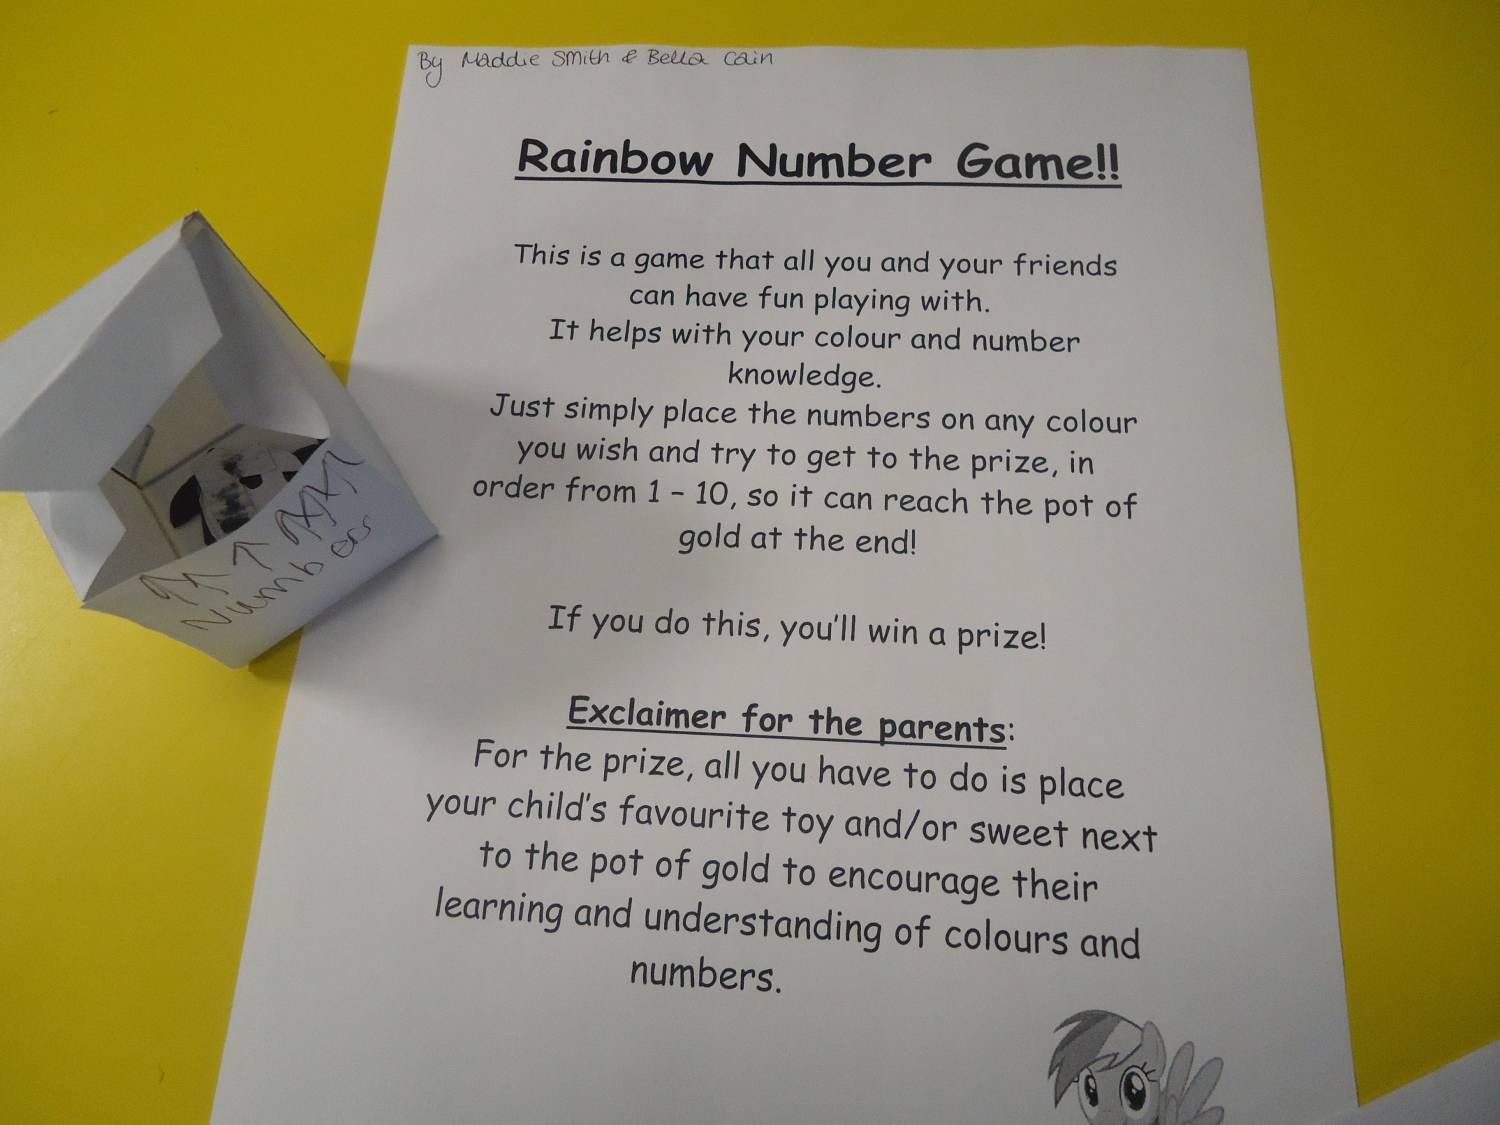 By Maddie Smith & Bella Cain
Rainbow Number Game!!
This is a game that all you and your friends
can have fun playing with.
It helps with your colour and number
knowledge.
Just simply place the numbers on any colour
you wish and try to get to the prize, in
order from 1 – 10, so it can reach the pot of
gold at the end!
If you do this, you'll win a prize!
Exclaimer for the parents:
For the prize, all you have to do is place
your child's favourite toy and/or sweet next
to the pot of gold to encourage their
learning and understanding of colours and
numbers.
Numbers